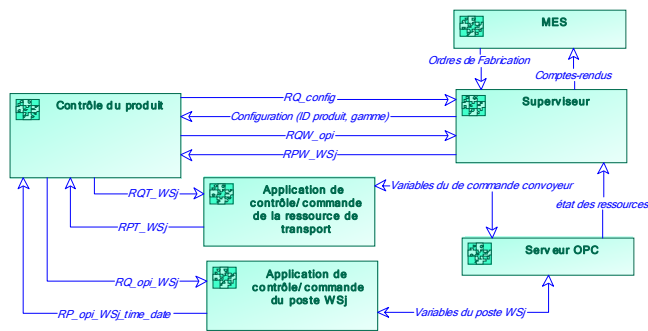 MES
Ordres de Fabrication
Comptes-rendus
Contrôle du produit
RQ_config
Superviseur
Configuration (ID produit, gamme)
RQW_opi
RPW_WSj
RQT_WSj
Application de
contrôle/ commande
de la ressource de
transport
Variables du de commande convoyeur
RPT_WSj
état des ressources
Serveur OPC
RQ_opi_WSj
Application de
contrôle/ commande
du poste WSj
RP_opi_WSj_time_date
Variables du poste WSj